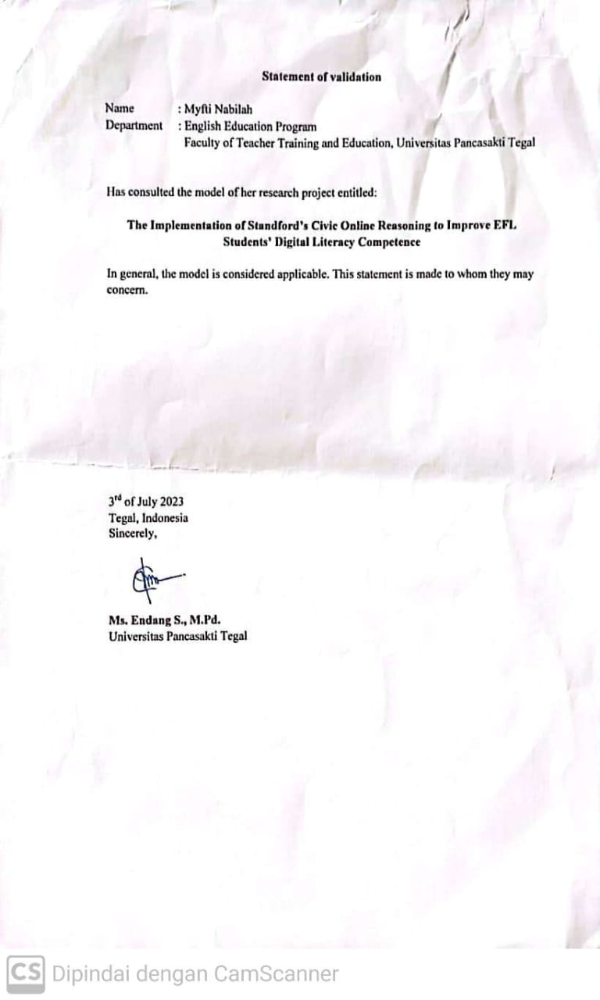 Statement of validation
Name : Myfti Nabilah
Department : English Education Program
Faculty of Teacher Training and Education, Universitas Pancasakti Tegal
Has consulted the model of her research project entitled:
The Implementation of Standford's Civic Online Reasoning to Improve EFL
Students' Digital Literacy Competence
In general, the model is considered applicable. This statement is made to whom they may
concern.
3rd of July 2023
Tegal, Indonesia
Sincerely,
Ms. Endang S., M.Pd.
Universitas Pancasakti Tegal
CS Dipindai dengan CamScanner